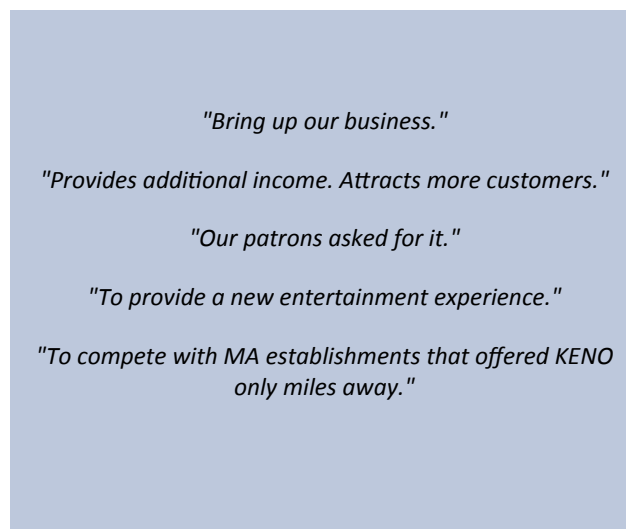 "Bring up our business."
"Provides additional income. Attracts more customers."
"Our patrons asked for it."
"To provide a new entertainment experience."
"To compete with MA establishments that offered KENO
only miles away."